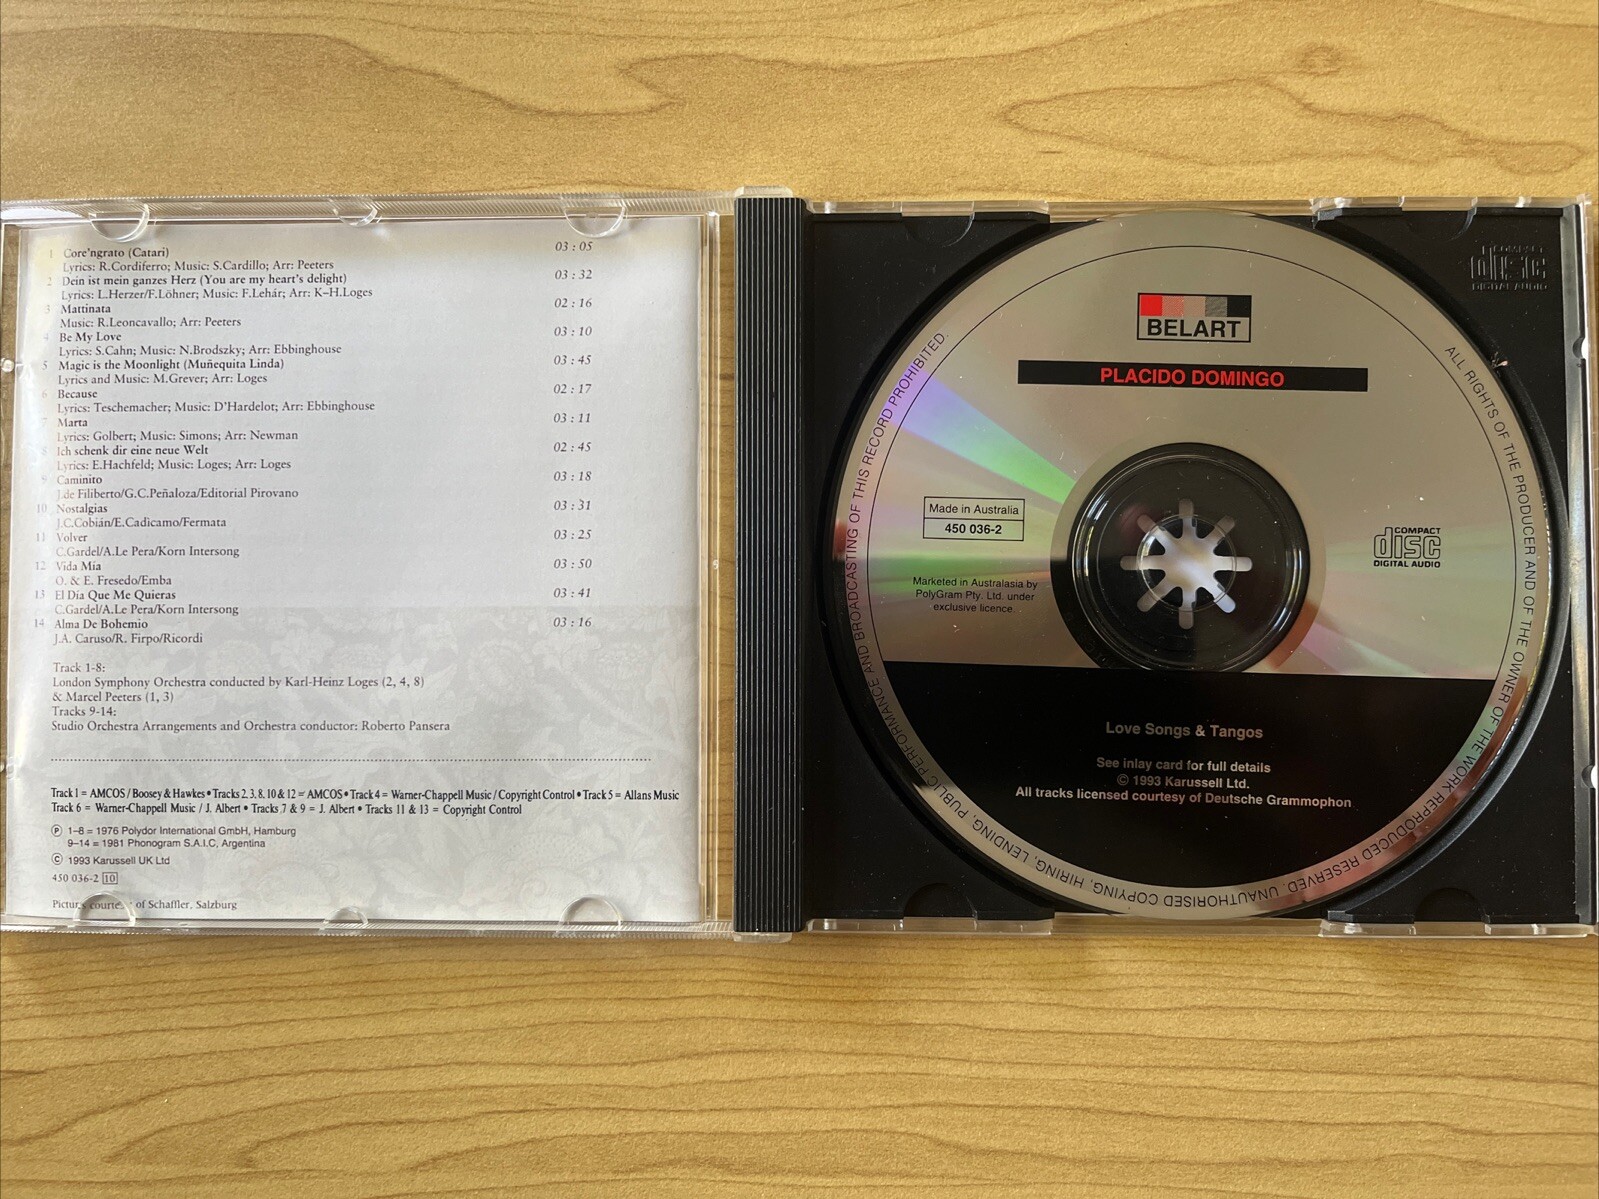 1 Core'ngrato (Catari) 03 : 05
Lyrics: R.Cordiferro; Music: S.Cardillo; Arr: Peeters
2 Dein ist mein ganzes Herz (You are my heart's delight) 03 : 32
Lyrics: L.Herzer/F.Löhner; Music: F.Lehár; Arr: K–H.Loges
3 Mattinata 02 : 16
Music: R.Leoncavallo; Arr: Peeters
4 Be My Love 03 : 10
Lyrics: S.Cahn; Music: N.Brodszky; Arr: Ebbinghouse
5 Magic is the Moonlight (Muñequita Linda) 03 : 45
Lyrics and Music: M.Grever; Arr: Loges
6 Because 02 : 17
Lyrics: Teschemacher; Music: D'Hardelot; Arr: Ebbinghouse
7 Marta 03 : 11
Lyrics: Golbert; Music: Simons; Arr: Newman
8 Ich schenk dir eine neue Welt 02 : 45
Lyrics: E.Hachfeld; Music: Loges; Arr: Loges
9 Caminito 03 : 18
J.de Filiberto/G.C.Peñaloza/Editorial Pirovano
10 Nostalgias 03 : 31
J.C.Cobián/E.Cadicamo/Fermata
11 Volver 03 : 25
C.Gardel/A.Le Pera/Korn Intersong
12 Vida Mia 03 : 50
O. & E. Fresedo/Emba
13 El Dia Que Me Quieras 03 : 41
C.Gardel/A.Le Pera/Korn Intersong
14 Alma De Bohemio 03 : 16
J.A. Caruso/R. Firpo/Ricordi
Track 1-8:
London Symphony Orchestra conducted by Karl-Heinz Loges (2, 4, 8)
& Marcel Peeters (1, 3)
Tracks 9-14:
Studio Orchestra Arrangements and Orchestra conductor: Roberto Pansera
Track 1 = AMCOS / Boosey & Hawkes • Tracks 2, 3, 8, 10 & 12 = AMCOS • Track 4 = Warner-Chappell Music / Copyright Control • Track 5 = Allans Music
Track 6 = Warner-Chappell Music / J. Albert • Tracks 7 & 9 = J. Albert • Tracks 11 & 13 = Copyright Control
Ⓟ 1–8 = 1976 Polydor International GmbH, Hamburg
9–14 = 1981 Phonogram S.A.I.C, Argentina
© 1993 Karussell UK Ltd
450 036-2 10
of Schaffler, Salzburg
COMPACT
disc
DIGITAL AUDIO
BELART
PLACIDO DOMINGO
Made in Australia
450 036-2
Marketed in Australasia by
PolyGram Pty. Ltd. under
exclusive licence.
COMPACT
disc
DIGITAL AUDIO
Love Songs & Tangos
See inlay card for full details
© 1993 Karussell Ltd.
All tracks licensed courtesy of Deutsche Grammophon
ALL RIGHTS OF THE PRODUCER AND OF THE OWNER OF THE WORK REPRODUCED RESERVED. UNAUTHORISED COPYING, HIRING, LENDING, PUBLIC PERFORMANCE AND BROADCASTING OF THIS RECORD PROHIBITED.